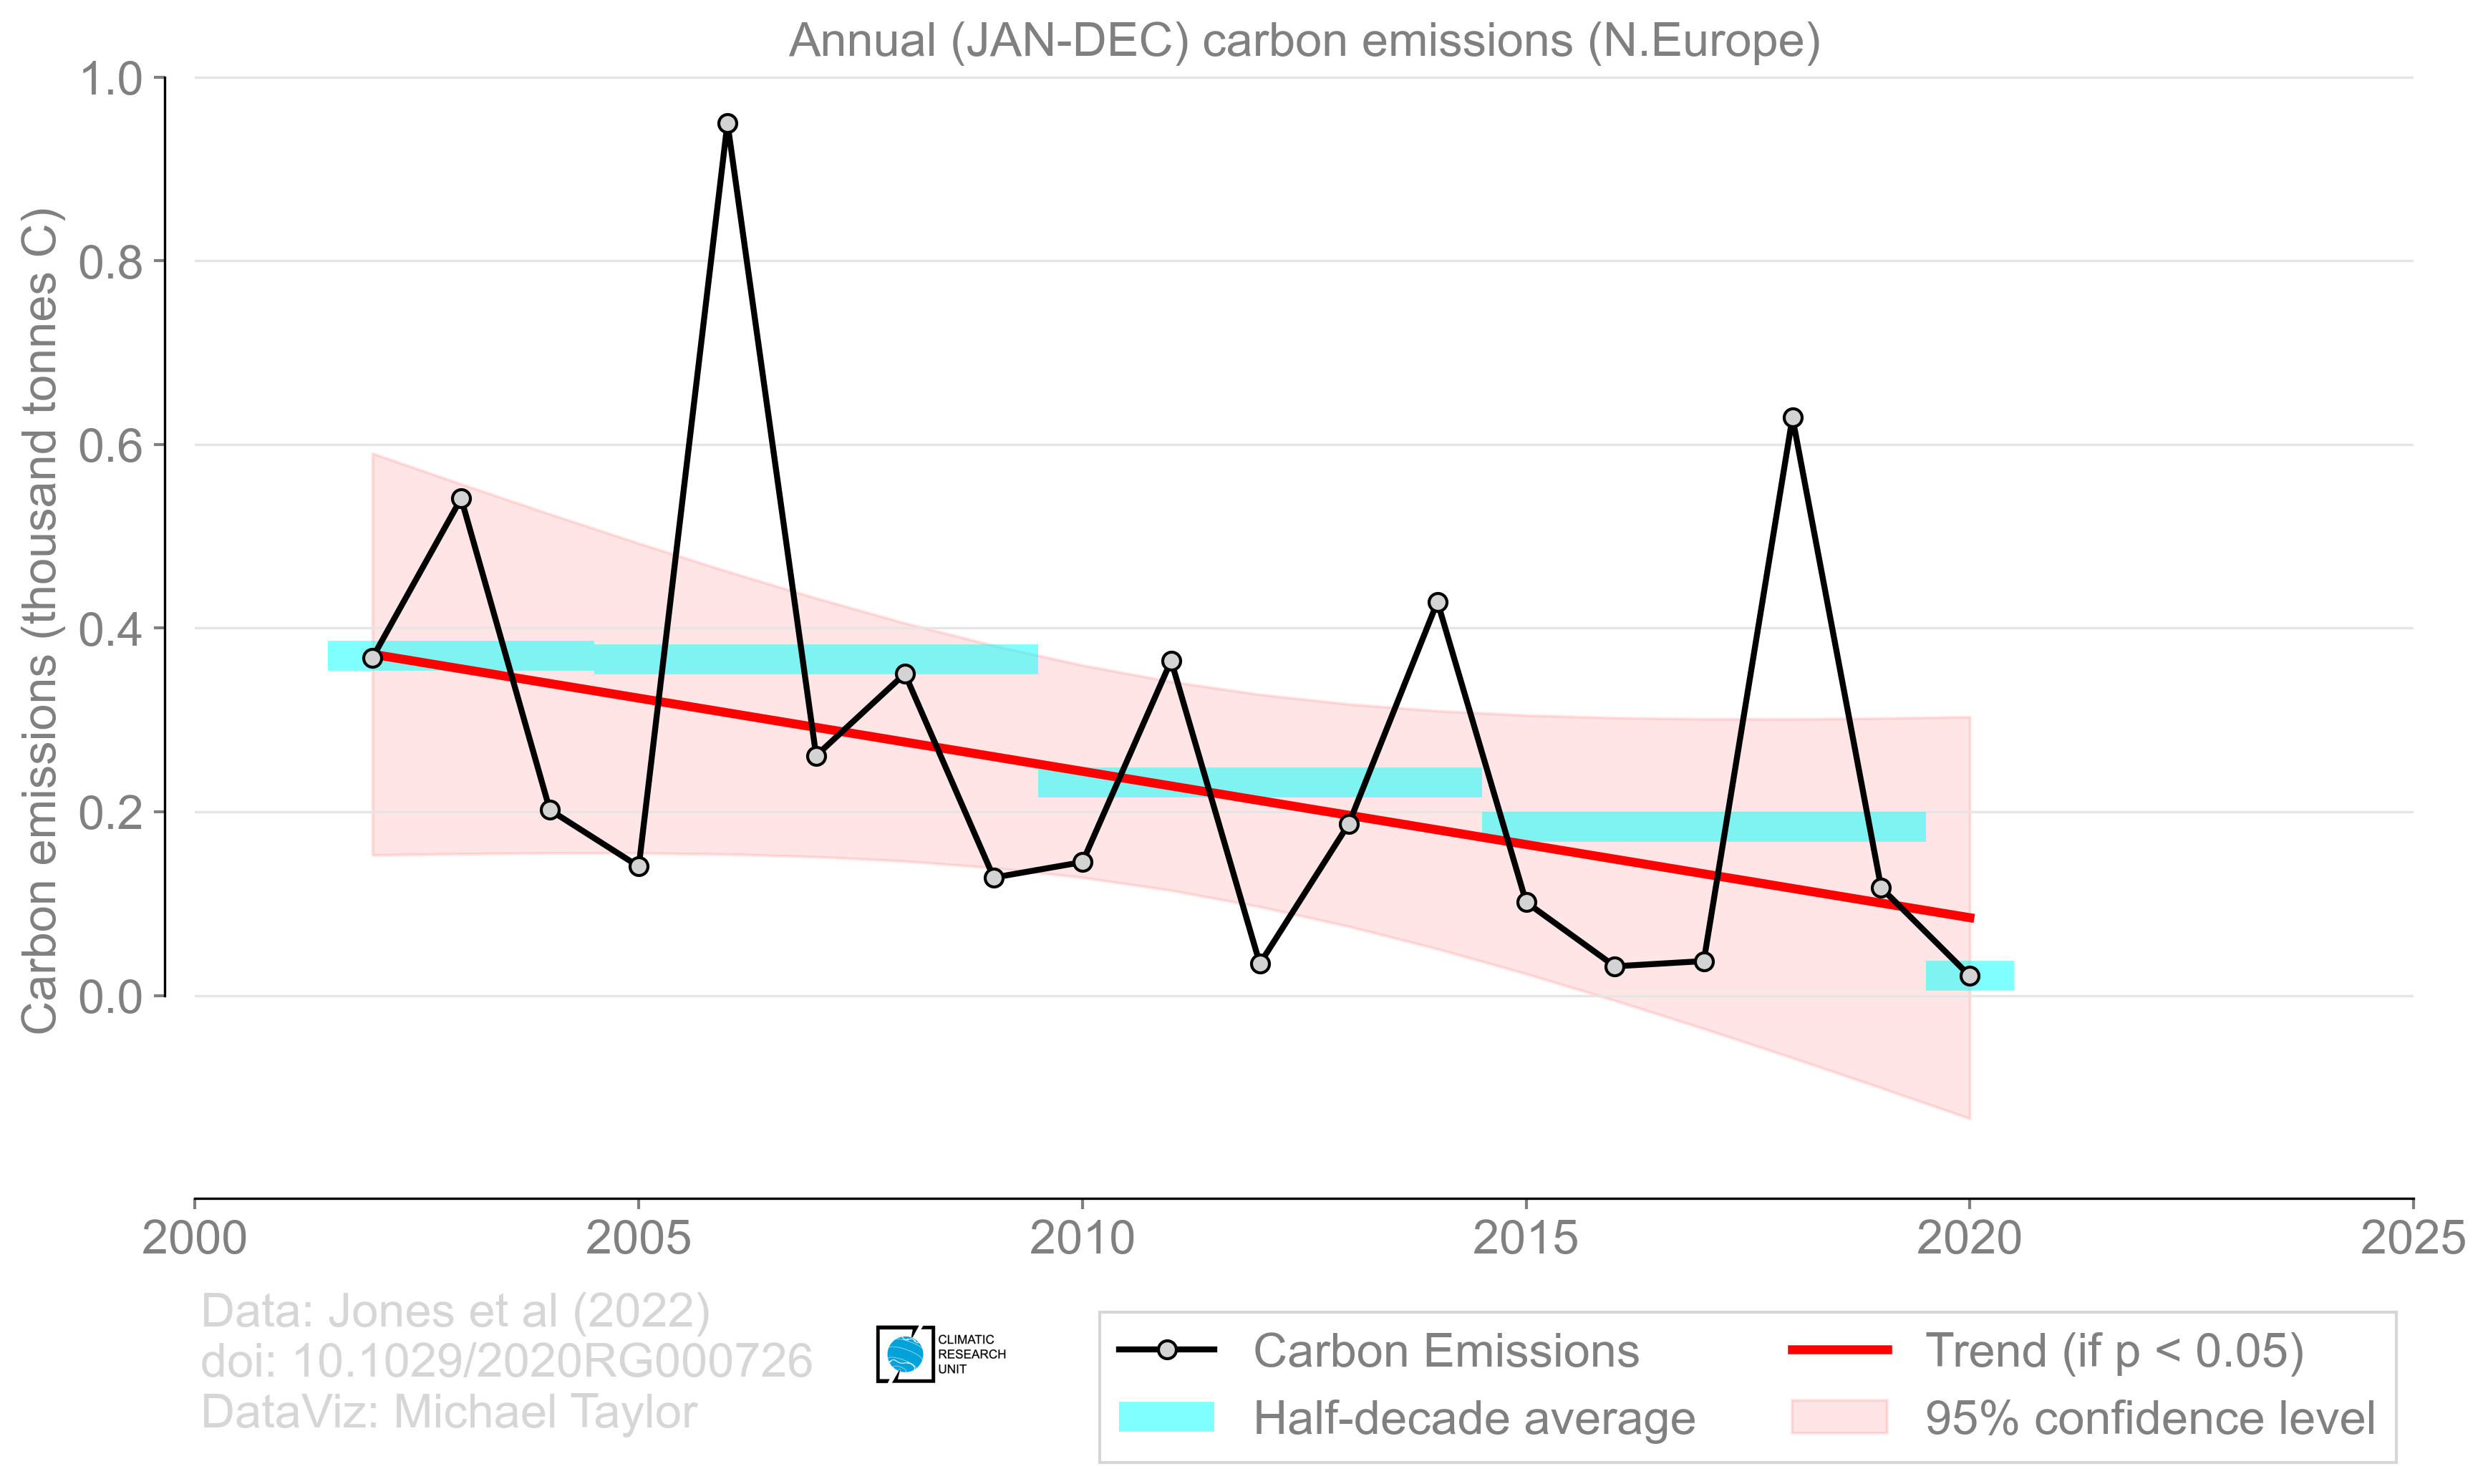 Annual (JAN-DEC) carbon emissions (N.Europe)
Carbon emissions (thousand tonnes C)
1.0
0.8
0.6
0.4
0.2
0.0
2000 2005 2010 2015 2020 2025
Data: Jones et al (2022)
doi: 10.1029/2020RG000726
DataViz: Michael Taylor
CLIMATIC
RESEARCH
UNIT
Carbon Emissions
Half-decade average
Trend (if p < 0.05)
95% confidence level